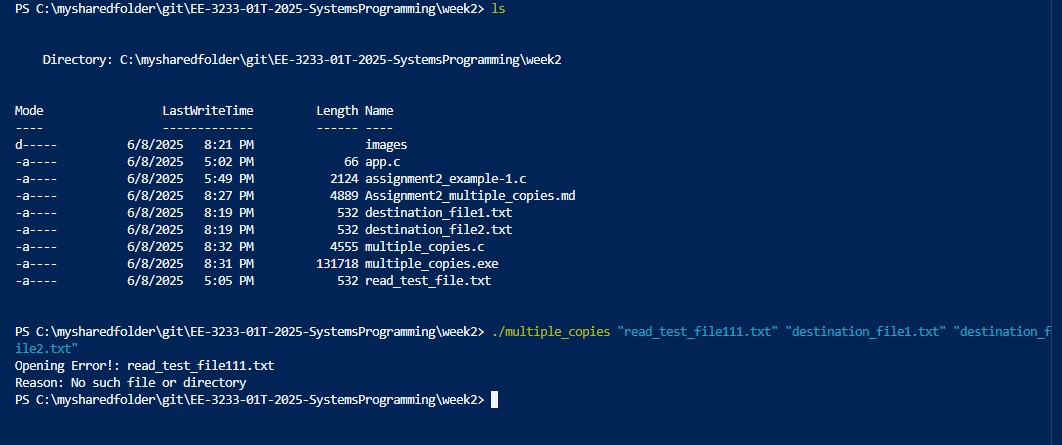 PS C:\mysharedfolder\git\EE-3233-01T-2025-SystemsProgramming\week2> ls
Directory: C:\mysharedfolder\git\EE-3233-01T-2025-SystemsProgramming\week2
Mode                 LastWriteTime         Length Name
----                 -------------         ------ ----
d-----          6/8/2025   8:21 PM                images
-a----          6/8/2025   5:02 PM             66 app.c
-a----          6/8/2025   5:49 PM           2124 assignment2_example-1.c
-a----          6/8/2025   8:27 PM           4889 Assignment2_multiple_copies.md
-a----          6/8/2025   8:19 PM            532 destination_file1.txt
-a----          6/8/2025   8:19 PM            532 destination_file2.txt
-a----          6/8/2025   8:32 PM           4555 multiple_copies.c
-a----          6/8/2025   8:31 PM         131718 multiple_copies.exe
-a----          6/8/2025   5:05 PM            532 read_test_file.txt
PS C:\mysharedfolder\git\EE-3233-01T-2025-SystemsProgramming\week2> ./multiple_copies "read_test_file111.txt" "destination_file1.txt" "destination_f
ile2.txt"
Opening Error!: read_test_file111.txt
Reason: No such file or directory
PS C:\mysharedfolder\git\EE-3233-01T-2025-SystemsProgramming\week2>